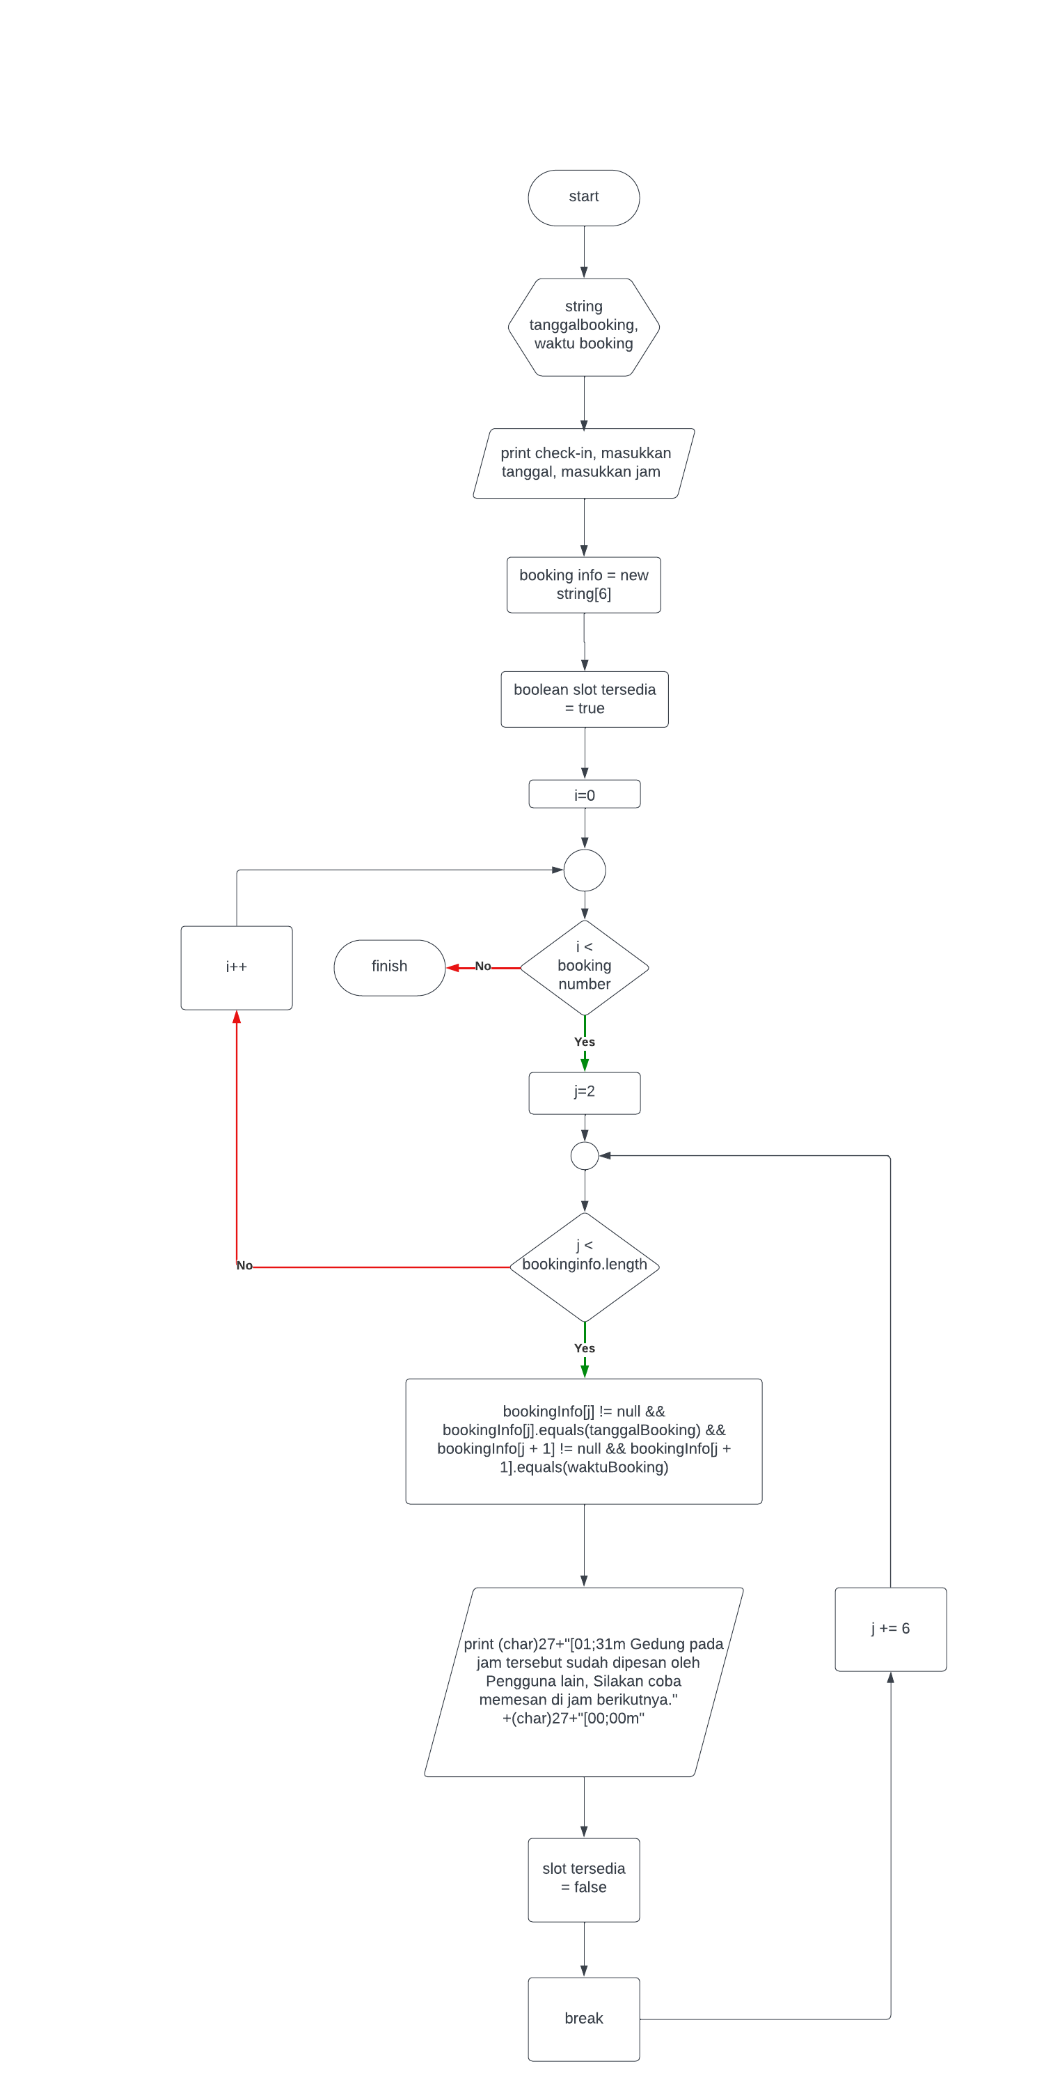 start
string
tanggalbooking,
waktu booking
print check-in, masukkan
tanggal, masukkan jam
booking info = new
string[6]
boolean slot tersedia
= true
i=0
i++
finish
No
i <
booking
number
Yes
j=2
j <
bookinginfo.length
No
Yes
bookingInfo[j] != null &&
bookingInfo[j].equals(tanggalBooking) &&
bookingInfo[j + 1] != null && bookingInfo[j +
1].equals(waktuBooking)
print (char)27+"[01;31m Gedung pada
jam tersebut sudah dipesan oleh
Pengguna lain, Silakan coba
memesan di jam berikutnya."
+(char)27+"[00;00m"
j += 6
slot tersedia
= false
break